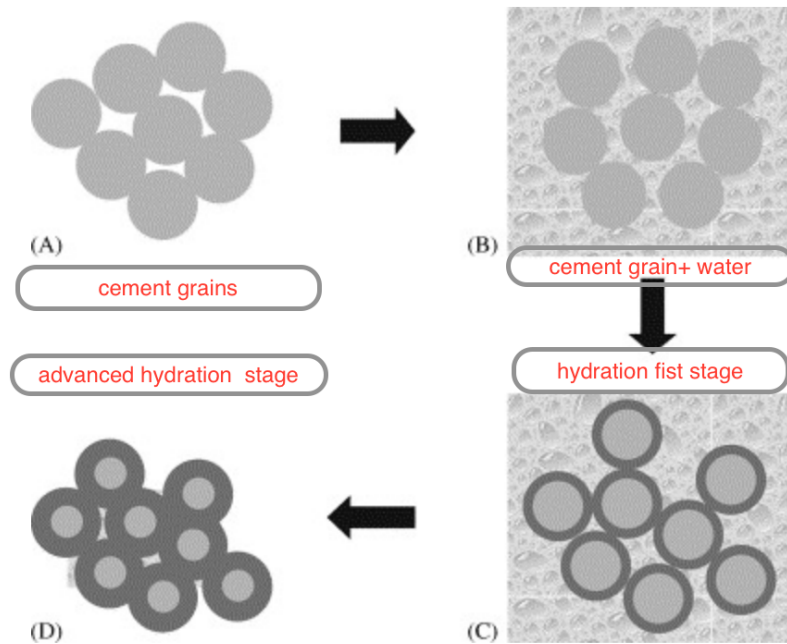 (A)
(B)
cement grains
cement grain+ water
advanced hydration stage
hydration fist stage
(D)
(C)